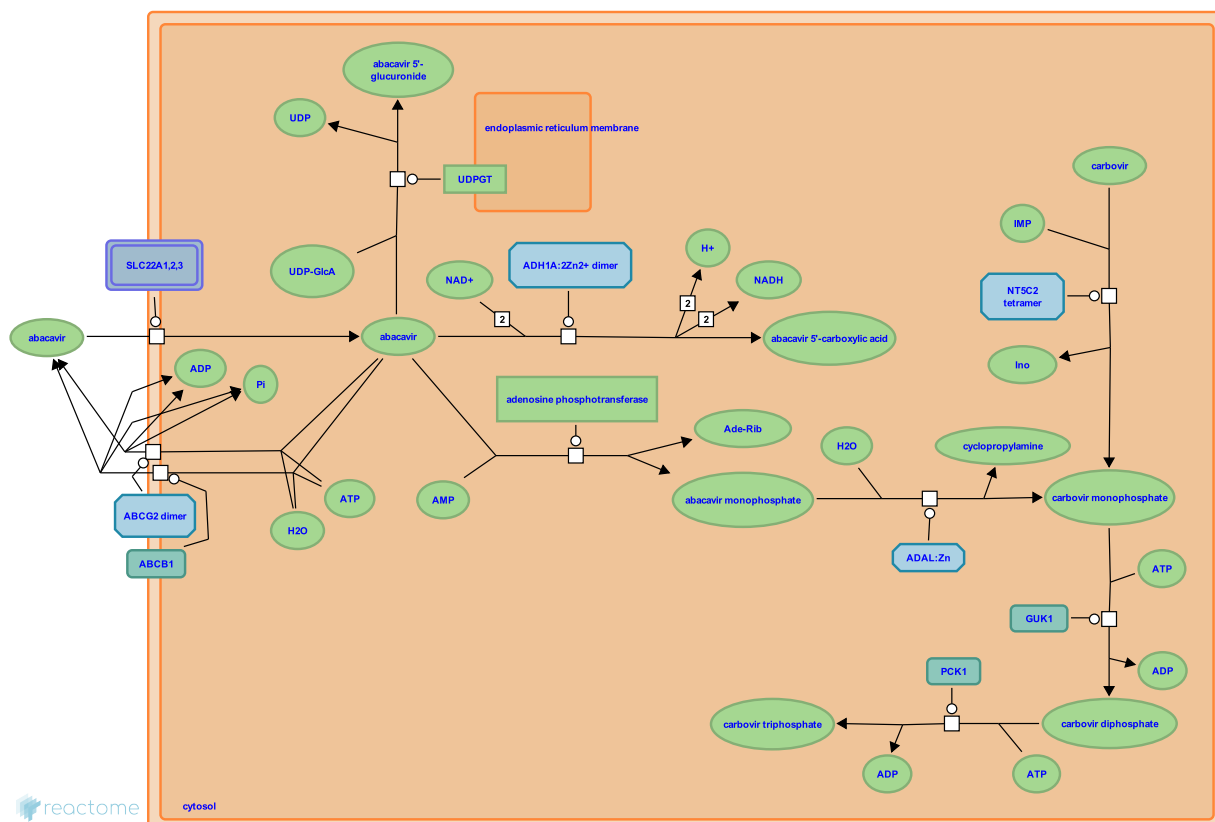 abacavir 5'-
glucuronide
UDP
endoplasmic reticulum membrane
UDPGT
carbovir
IMP
SLC22A1,2,3
UDP-GlcA
NAD+
ADH1A:2Zn2+ dimer
H+
NADH
2
2
2
NT5C2
tetramer
abacavir
abacavir
abacavir 5'-carboxylic acid
Ino
ADP
Pi
adenosine phosphotransferase
Ade-Rib
H2O
cyclopropylamine
ATP
AMP
abacavir monophosphate
carbovir monophosphate
ABCG2 dimer
H2O
ABCB1
ADAL:Zn
ATP
GUK1
PCK1
ADP
carbovir triphosphate
carbovir diphosphate
ADP
ATP
reactome
cytosol